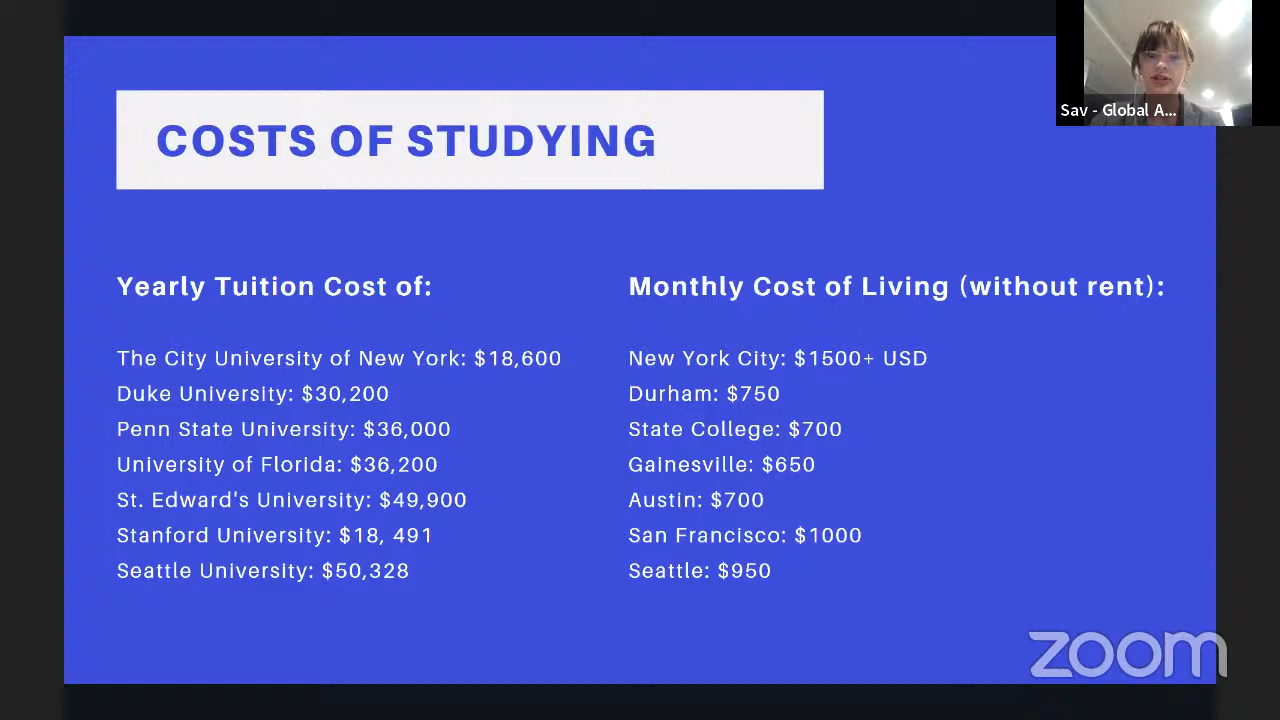 Sav - Global A...
COSTS OF STUDYING
Yearly Tuition Cost of:
The City University of New York: $18,600
Duke University: $30,200
Penn State University: $36,000
University of Florida: $36,200
St. Edward's University: $49,900
Stanford University: $18, 491
Seattle University: $50,328
Monthly Cost of Living (without rent):
New York City: $1500+ USD
Durham: $750
State College: $700
Gainesville: $650
Austin: $700
San Francisco: $1000
Seattle: $950
zoom